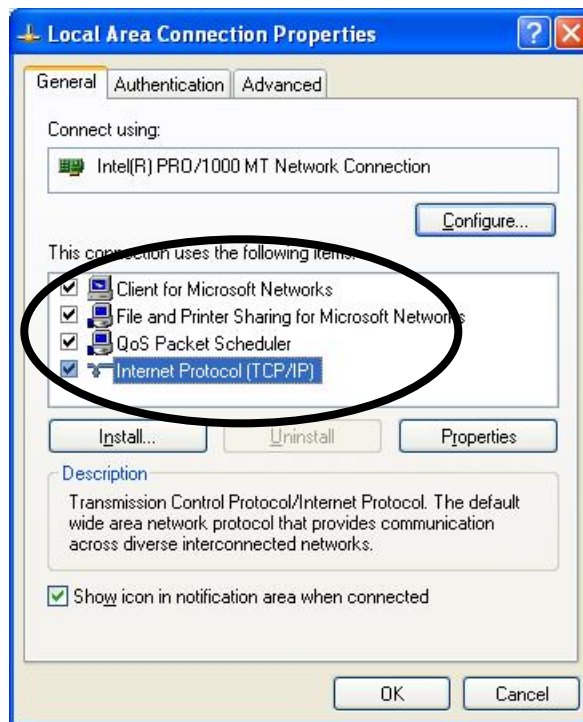 Local Area Connection Properties
General Authentication Advanced
Connect using:
Intel(R) PRO/1000 MT Network Connection
Configure...
This connection uses the following items:
Client for Microsoft Networks
File and Printer Sharing for Microsoft Networks
QoS Packet Scheduler
Internet Protocol (TCP/IP)
Install... Uninstall Properties
Description
Transmission Control Protocol/Internet Protocol. The default
wide area network protocol that provides communication
across diverse interconnected networks.
Show icon in notification area when connected
OK Cancel